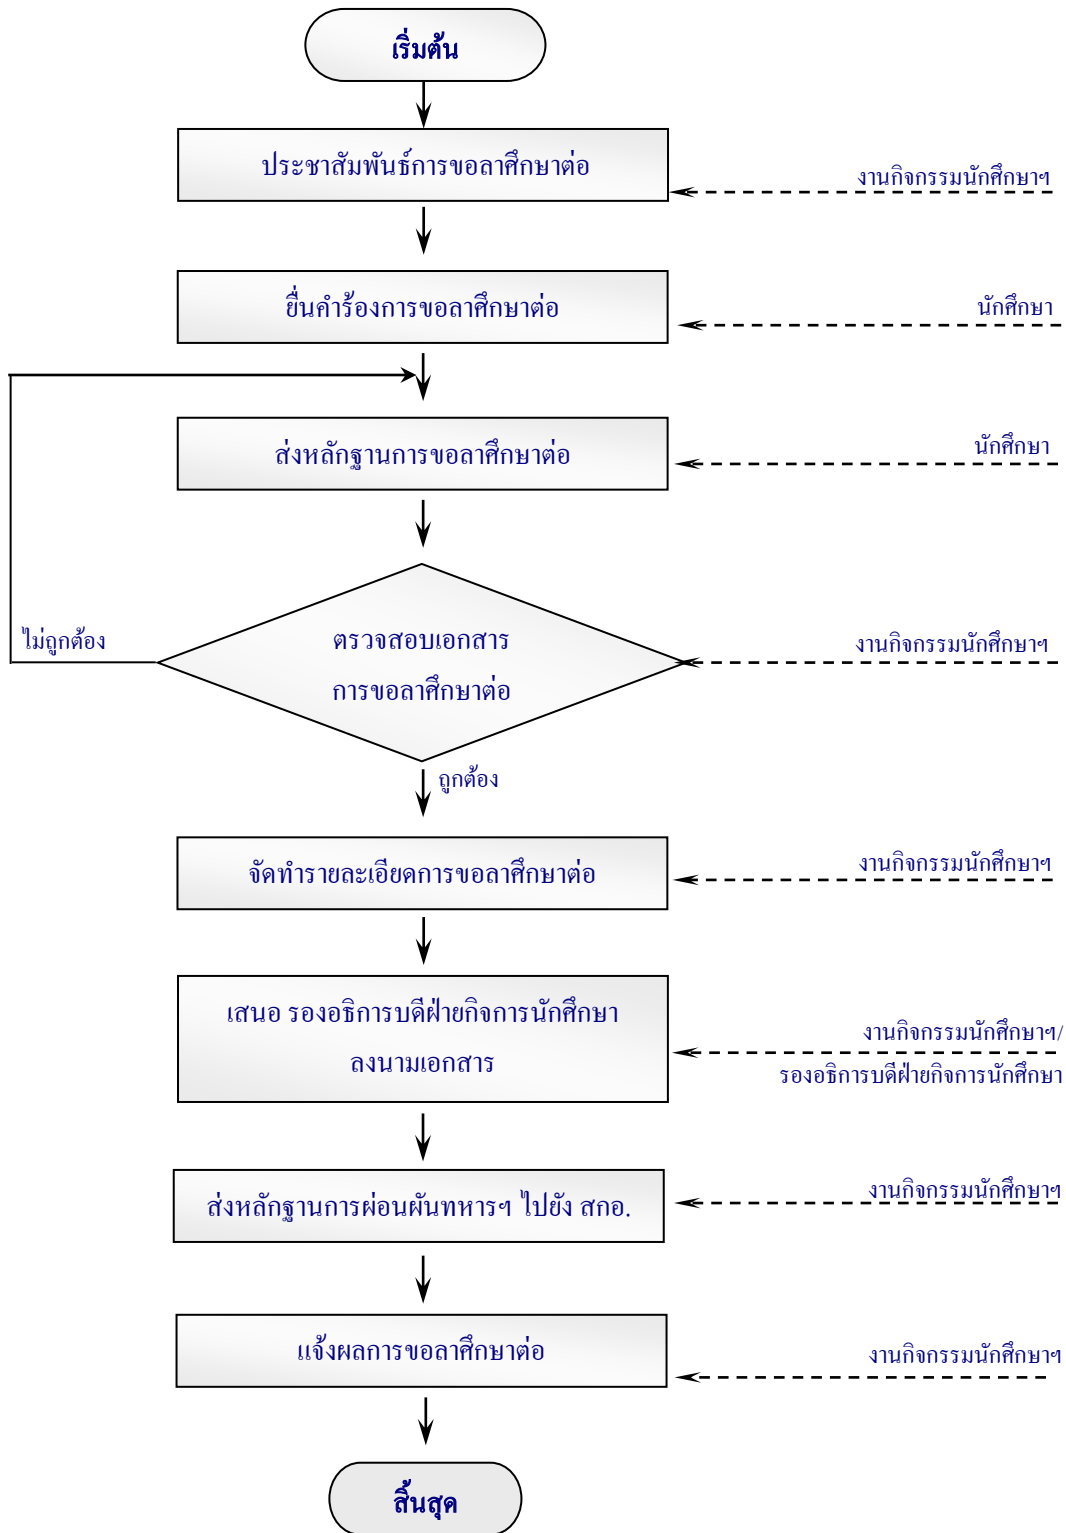 เริ่มต้น
ประชาสัมพันธ์การขอลาศึกษาต่อ
งานกิจกรรมนักศึกษาฯ
ยื่นคำร้องการขอลาศึกษาต่อ
นักศึกษา
ส่งหลักฐานการขอลาศึกษาต่อ
นักศึกษา
ไม่ถูกต้อง
ตรวจสอบเอกสาร
การขอลาศึกษาต่อ
งานกิจกรรมนักศึกษาฯ
ถูกต้อง
จัดทำรายละเอียดการขอลาศึกษาต่อ
งานกิจกรรมนักศึกษาฯ
เสนอ รองอธิการบดีฝ่ายกิจการนักศึกษา
ลงนามเอกสาร
งานกิจกรรมนักศึกษาฯ/
รองอธิการบดีฝ่ายกิจการนักศึกษา
ส่งหลักฐานการผ่อนผันทหารฯ ไปยัง สกอ.
งานกิจกรรมนักศึกษาฯ
แจ้งผลการขอลาศึกษาต่อ
งานกิจกรรมนักศึกษาฯ
สิ้นสุด